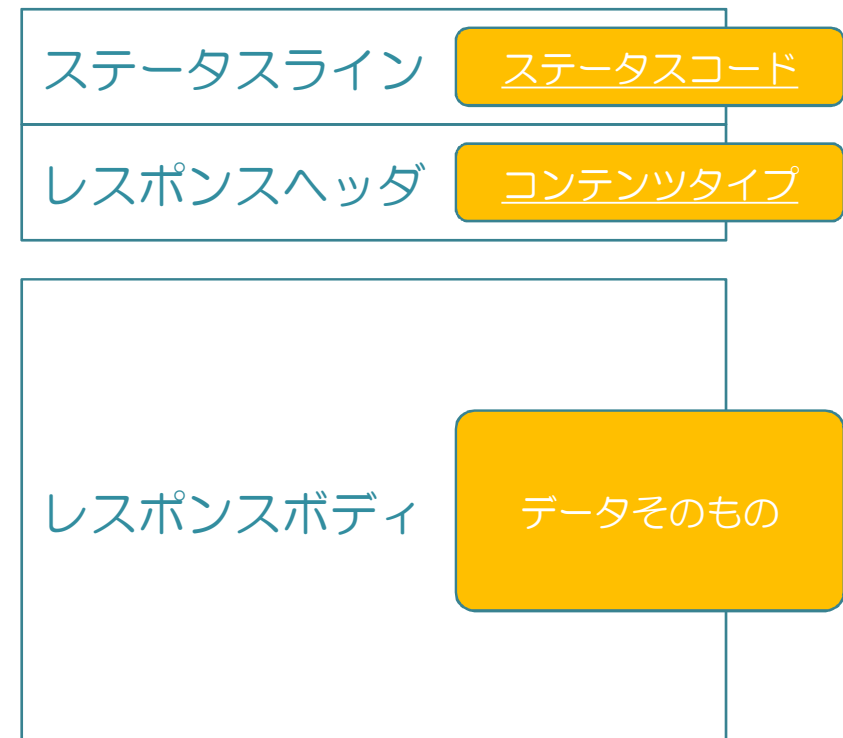 ステータスライン
ステータスコード
レスポンスヘッダ
コンテンツタイプ
レスポンスボディ
データそのもの